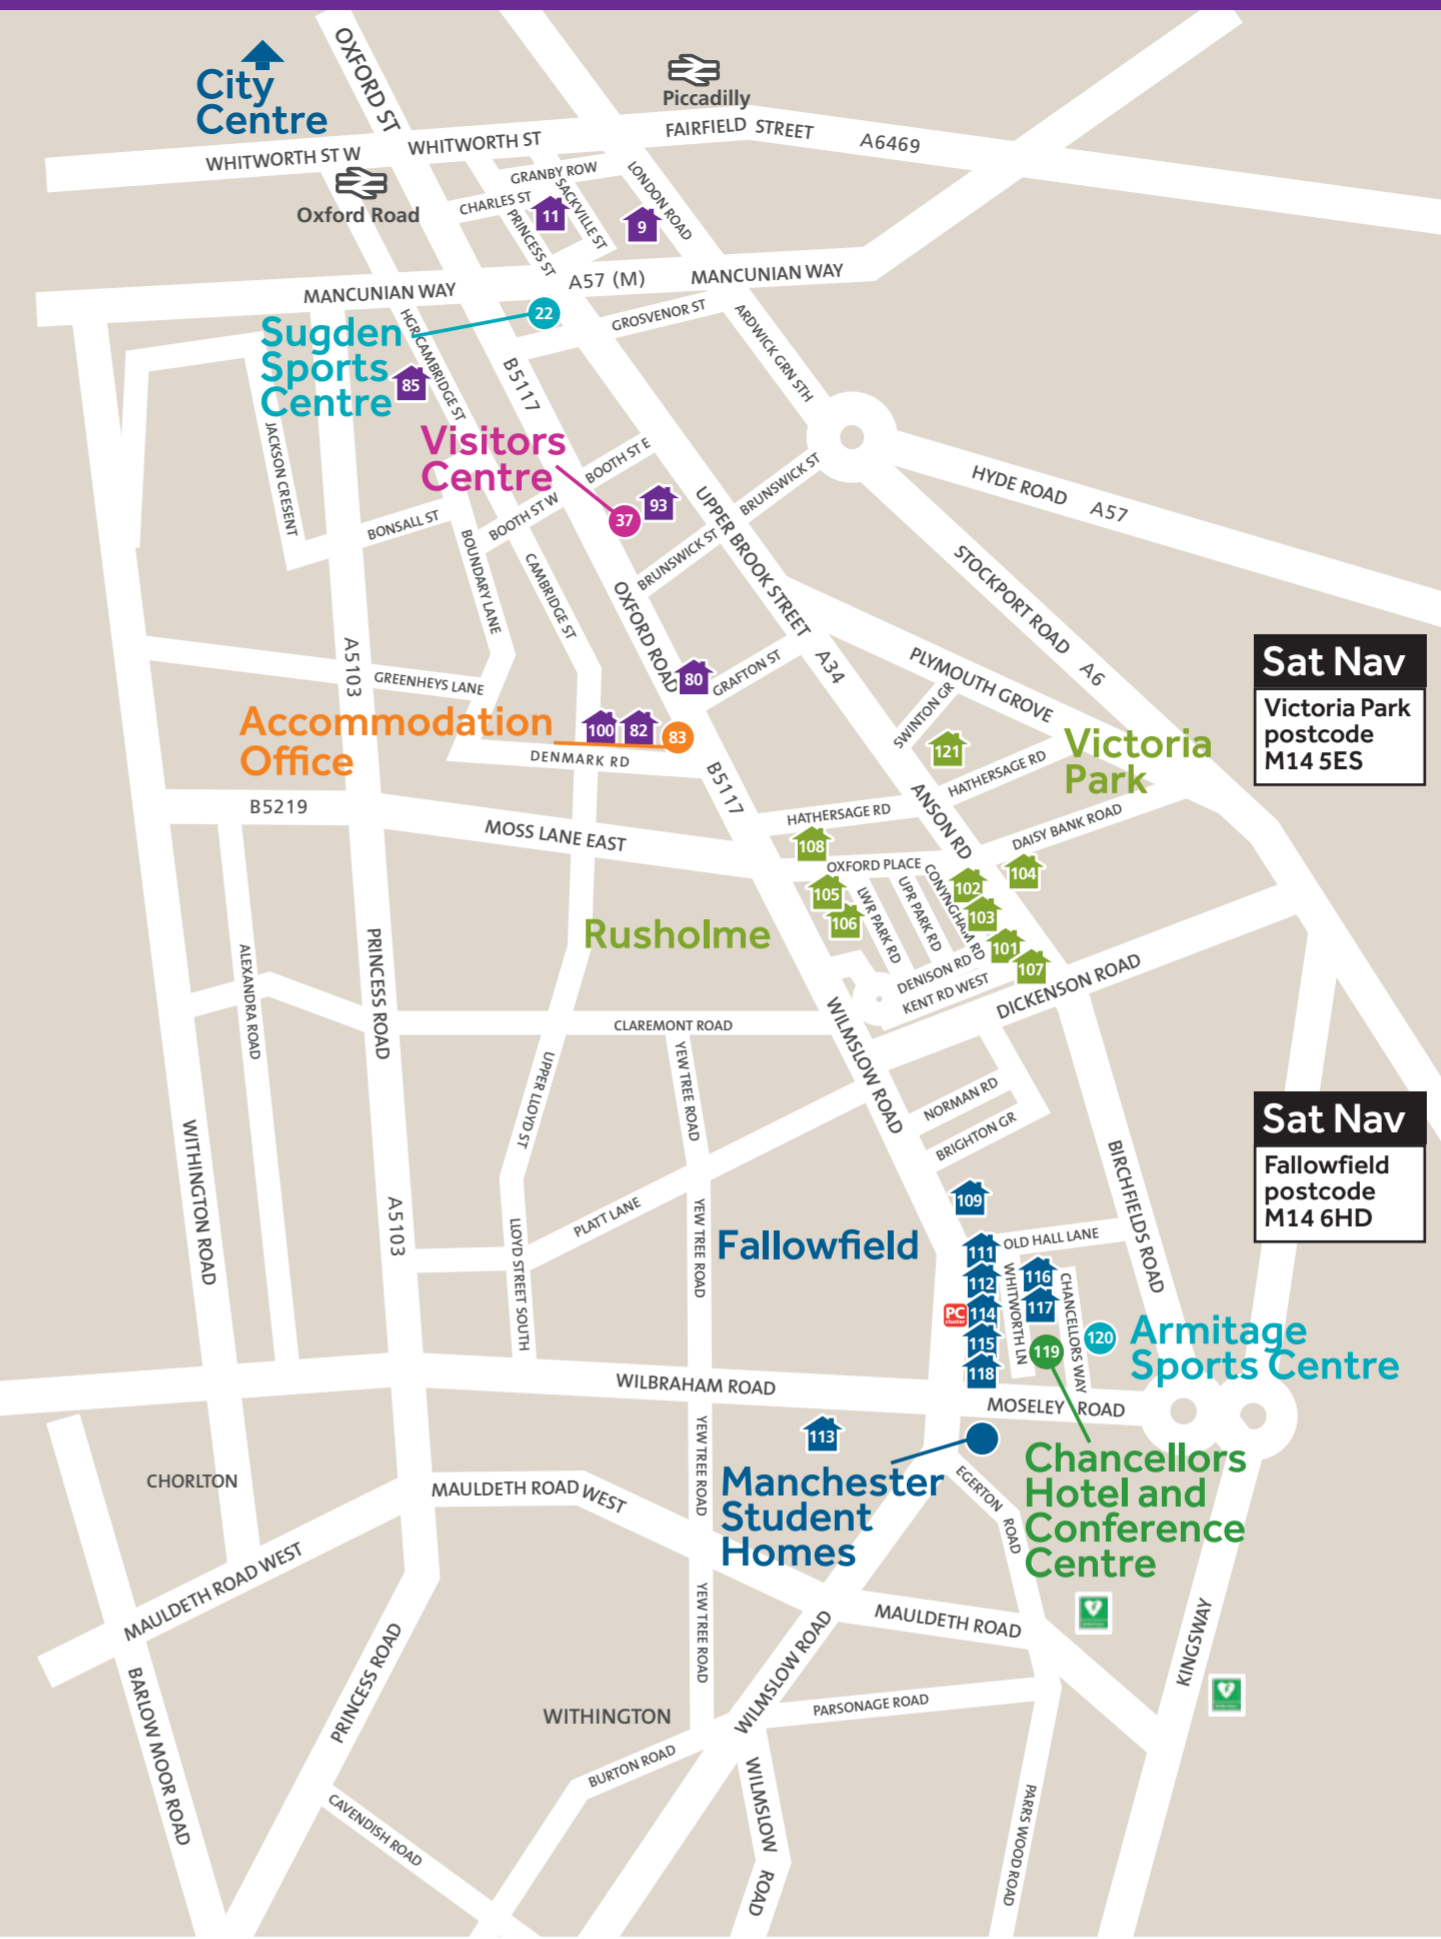 City
Centre
OXFORD ST
Piccadilly
FAIRFIELD STREET
A6469
WHITWORTH ST W
WHITWORTH ST
Oxford Road
GRANBY ROW
CHARLES ST
SACKVILLE ST
PRINCESS ST
LONDON ROAD
11
9
MANCUNIAN WAY
A57 (M)
MANCUNIAN WAY
22
GROSVENOR ST
ARDWICK GRN STH
Sugden
Sports
Centre
HGR/CAMBRIDGE ST
85
B5117
JACKSON CRESENT
Visitors
Centre
BOOTH ST E
BOOTH ST W
93
37
BONSALL ST
BOUNDARY LANE
CAMBRIDGE ST
BRUNSWICK ST
BRUNSWICK ST
UPPER BROOK STREET
HYDE ROAD
A57
STOCKPORT ROAD
A6
OXFORD ROAD
A34
80
GRAFTON ST
PLYMOUTH GROVE
SWINTON GR
A5103
GREENHEYS LANE
Sat Nav
Victoria Park
postcode
M14 5ES
Accommodation
Office
100
82
83
DENMARK RD
B5117
121
Victoria
Park
HATHERSAGE RD
HATHERSAGE RD
ANSON RD
DAISY BANK ROAD
B5219
MOSS LANE EAST
108
OXFORD PLACE
105
106
LWR PARK RD
UPR PARK RD
CONYNGHAM RD
102
104
103
101
107
Rusholme
DENISON RD
KENT RD WEST
DICKENSON ROAD
ALEXANDRA ROAD
PRINCESS ROAD
CLAREMONT ROAD
WILMSLOW ROAD
UPPER LLOYD ST
YEW TREE ROAD
NORMAN RD
BRIGHTON GR
Sat Nav
Fallowfield
postcode
M14 6HD
WITHINGTON ROAD
A5103
PLATT LANE
LLOYD STREET SOUTH
YEW TREE ROAD
BIRCHFIELDS ROAD
109
Fallowfield
111
OLD HALL LANE
112
116
WHITWORTH LN
CHANCELLORS WAY
PC
cluster
114
117
115
119
120
118
Armitage
Sports Centre
WILBRAHAM ROAD
MOSELEY ROAD
113
YEW TREE ROAD
Manchester
Student
Homes
Chancellors
Hotel and
Conference
Centre
EGERTON ROAD
CHORLTON
MAULDETH ROAD WEST
MAULDETH ROAD WEST
YEW TREE ROAD
MAULDETH ROAD
KINGSWAY
PRINCESS ROAD
BARLOW MOOR ROAD
WITHINGTON
WILMSLOW ROAD
PARSONAGE ROAD
BURTON ROAD
WILMSLOW ROAD
CAVENDISH ROAD
PARRS WOOD ROAD